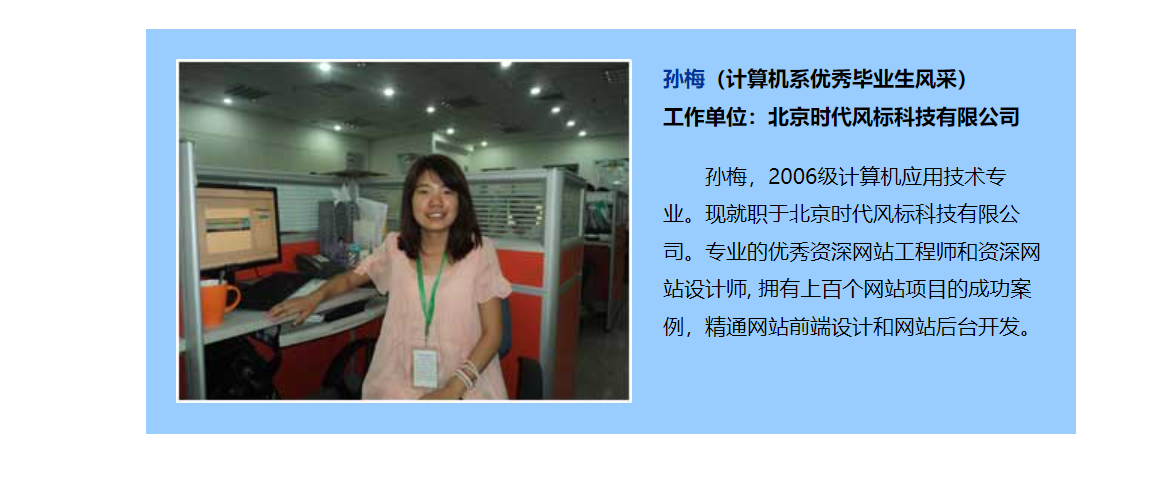 孙梅（计算机系优秀毕业生风采）
工作单位：北京时代风标科技有限公司
孙梅，2006级计算机应用技术专
业。现就职于北京时代风标科技有限公
司。专业的优秀资深网站工程师和资深网
站设计师, 拥有上百个网站项目的成功案
例，精通网站前端设计和网站后台开发。